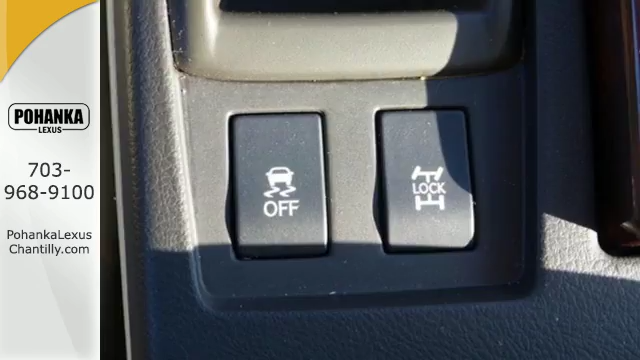 POHANKA
LEXUS
703-
968-9100
PohankaLexus
Chantilly.com
OFF
LOCK